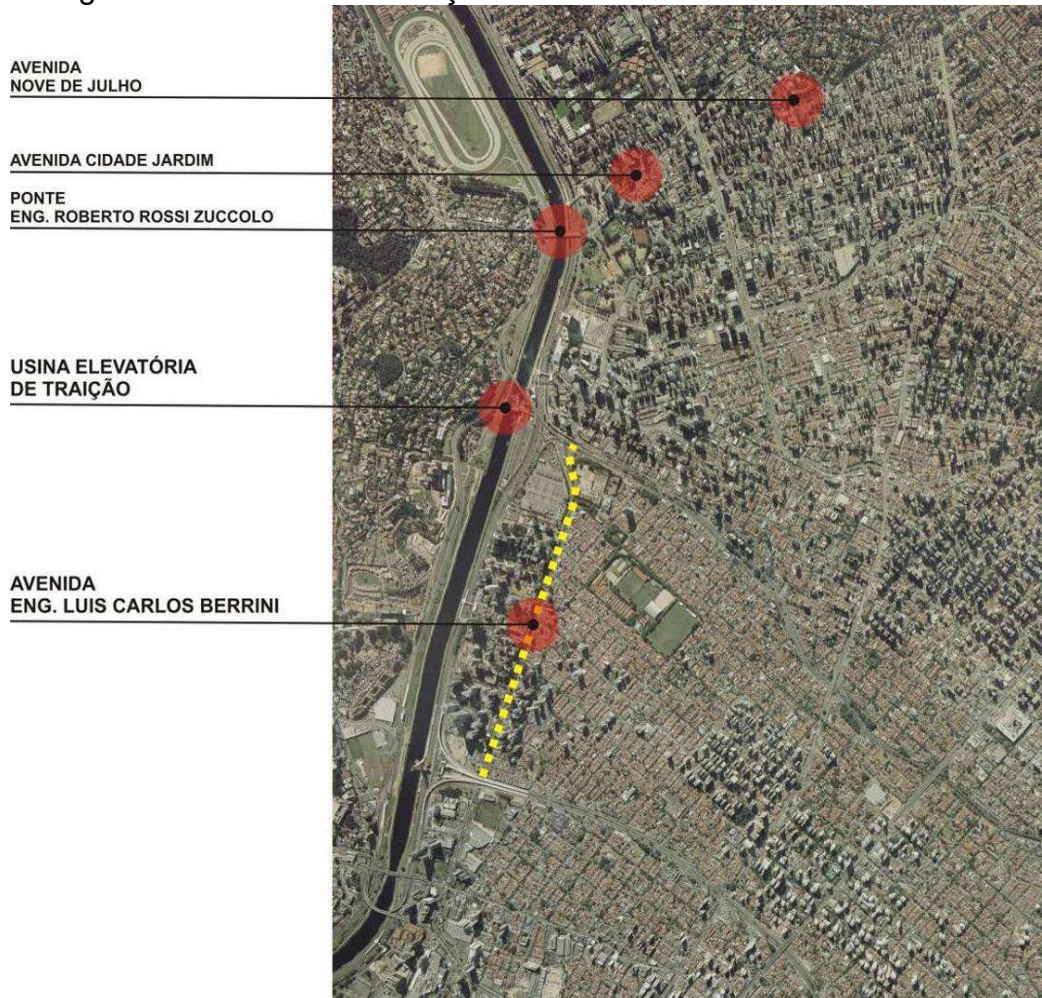 AVENIDA
NOVE DE JULHO
AVENIDA CIDADE JARDIM
PONTE
ENG. ROBERTO ROSSI ZUCCOLO
USINA ELEVATÓRIA
DE TRAIÇÃO
AVENIDA
ENG. LUIS CARLOS BERRINI